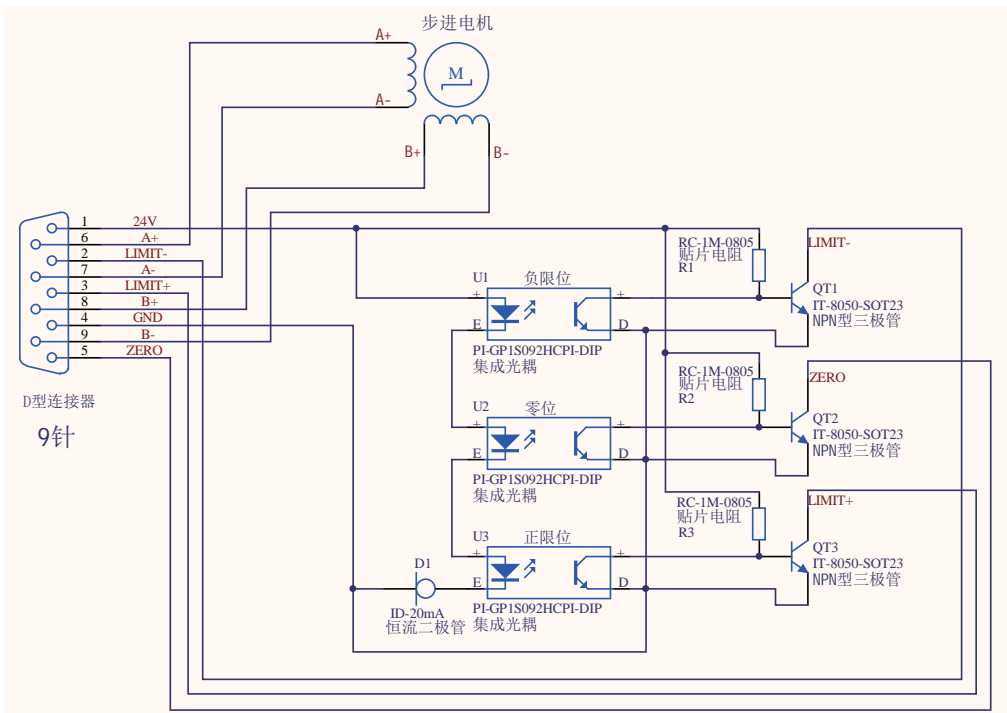 步进电机
A+
M
A-
B+
B-
1 24V
6 A+
2 LIMIT-
7 A-
3 LIMIT+
8 B+
4 GND
9 B-
5 ZERO
D型连接器
9针
U1 负限位
+ +
E D
PI-GP1S092HCPI-DIP
集成光耦
RC-1M-0805
贴片电阻
R1
LIMIT-
QT1
IT-8050-SOT23
NPN型三极管
U2 零位
+ +
E D
PI-GP1S092HCPI-DIP
集成光耦
RC-1M-0805
贴片电阻
R2
ZERO
QT2
IT-8050-SOT23
NPN型三极管
U3 正限位
+ +
E D
PI-GP1S092HCPI-DIP
集成光耦
RC-1M-0805
贴片电阻
R3
LIMIT+
QT3
IT-8050-SOT23
NPN型三极管
D1
ID-20mA
恒流二极管